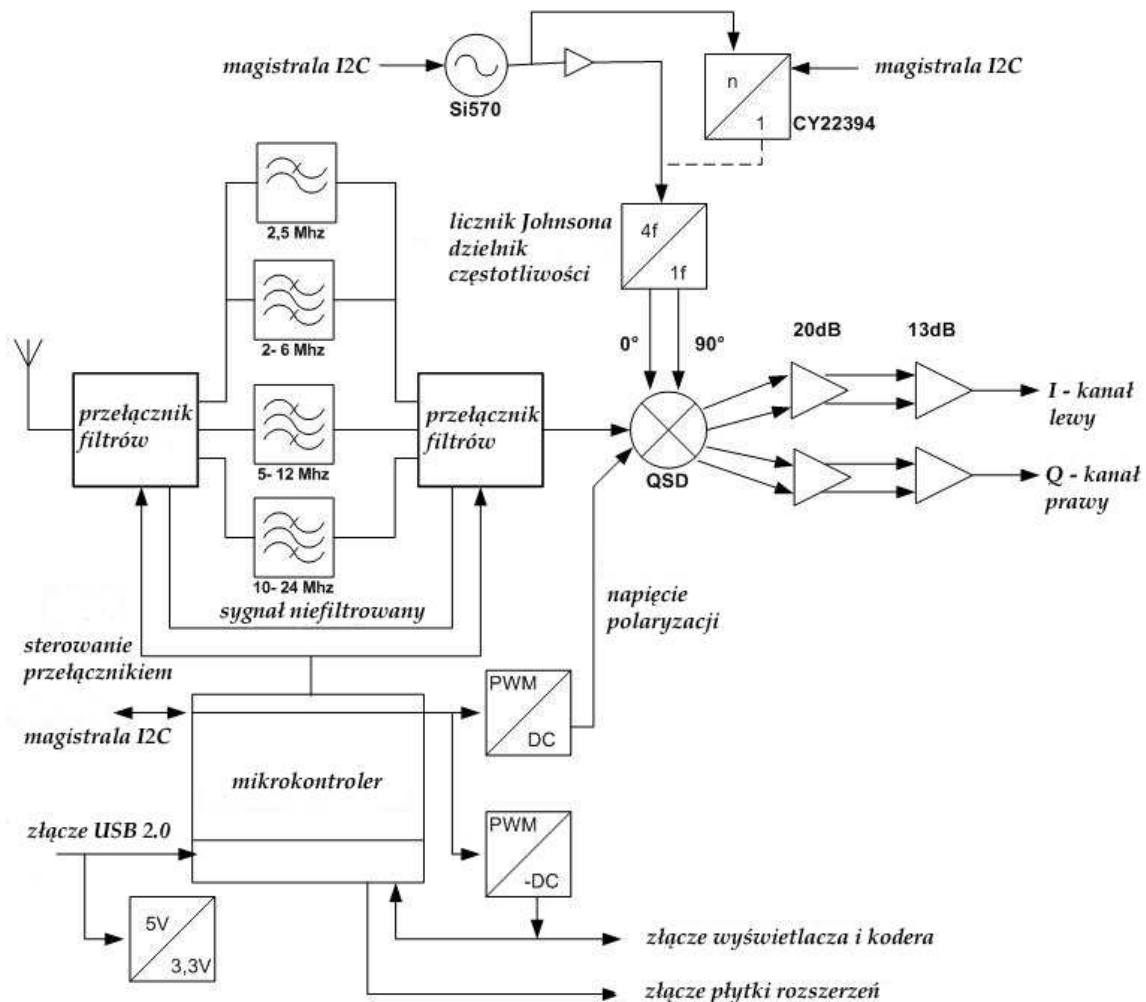 magistrala I2C
Si570
n
1
magistrala I2C
CY22394
2,5 Mhz
licznik Johnsona
dzielnik
częstotliwości
4f
1f
2- 6 Mhz
0°
90°
20dB
13dB
przełącznik
filtrów
przełącznik
filtrów
I - kanał
lewy
5- 12 Mhz
QSD
Q - kanał
prawy
10- 24 Mhz
sygnał niefiltrowany
napięcie
polaryzacji
sterowanie
przełącznikiem
PWM
DC
magistrala I2C
mikrokontroler
złącze USB 2.0
PWM
-DC
5V
3,3V
złącze wyświetlacza i kodera
złącze płytki rozszerzeń